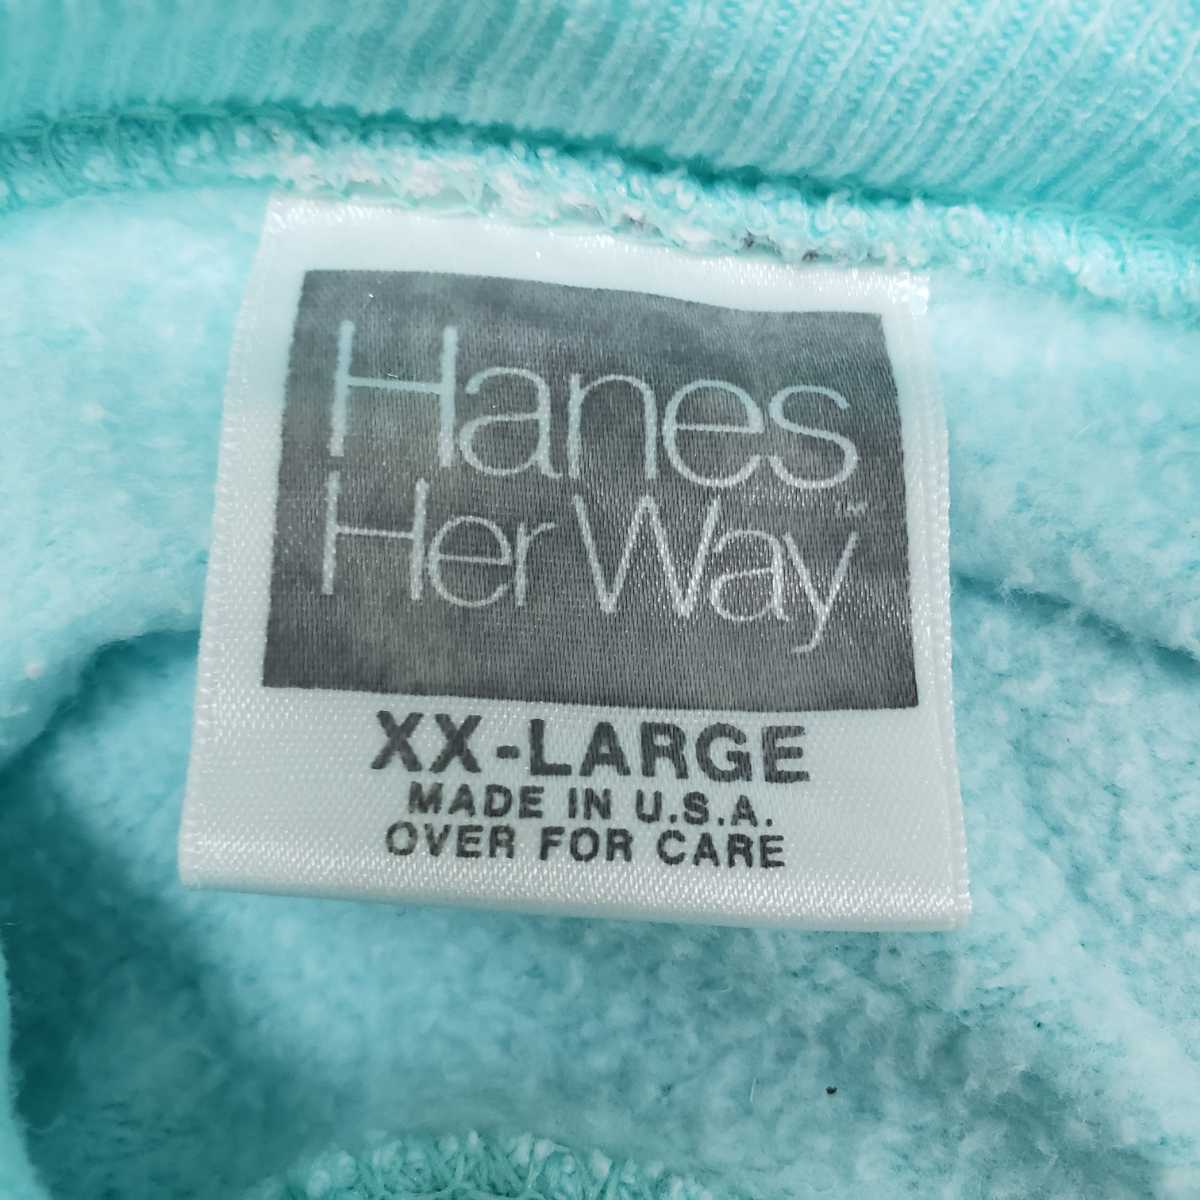 Hanes
Her Way™
XX-LARGE
MADE IN U.S.A.
OVER FOR CARE